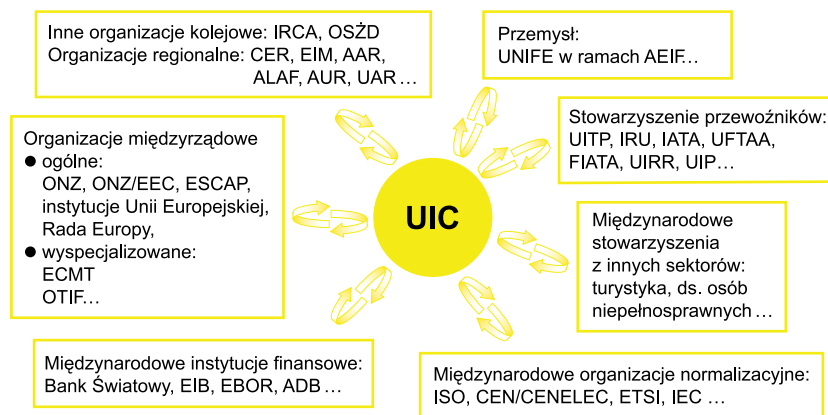 Inne organizacje kolejowe: IRCA, OSŻD
Organizacje regionalne: CER, EIM, AAR,
ALAF, AUR, UAR…
Przemysł:
UNIFE w ramach AEIF…
Stowarzyszenie przewoźników:
UITP, IRU, IATA, UFTAA,
FIATA, UIRR, UIP…
Organizacje międzyrządowe
● ogólne:
ONZ, ONZ/EEC, ESCAP,
instytucje Unii Europejskiej,
Rada Europy,
● wyspecjalizowane:
ECMT
OTIF…
UIC
Międzynarodowe
stowarzyszenia
z innych sektorów:
turystyka, ds. osób
niepełnosprawnych…
Międzynarodowe instytucje finansowe:
Bank Światowy, EIB, EBOR, ADB…
Międzynarodowe organizacje normalizacyjne:
ISO, CEN/CENELEC, ETSI, IEC …